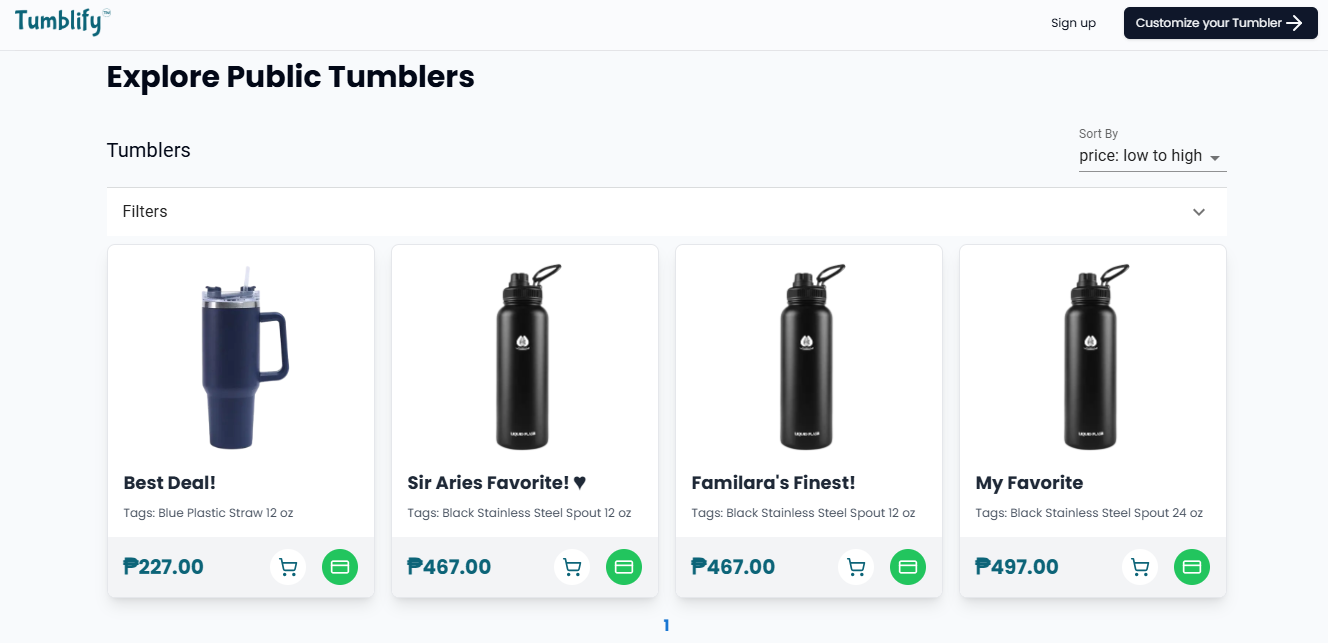 Tumblify™
Sign up
Customize your Tumbler
Explore Public Tumblers
Tumblers
Sort By
price: low to high
Filters
Best Deal!
Tags: Blue Plastic Straw 12 oz
₱227.00
Sir Aries Favorite! ♥
Tags: Black Stainless Steel Spout 12 oz
₱467.00
Familara's Finest!
Tags: Black Stainless Steel Spout 12 oz
₱467.00
My Favorite
Tags: Black Stainless Steel Spout 24 oz
₱497.00
1